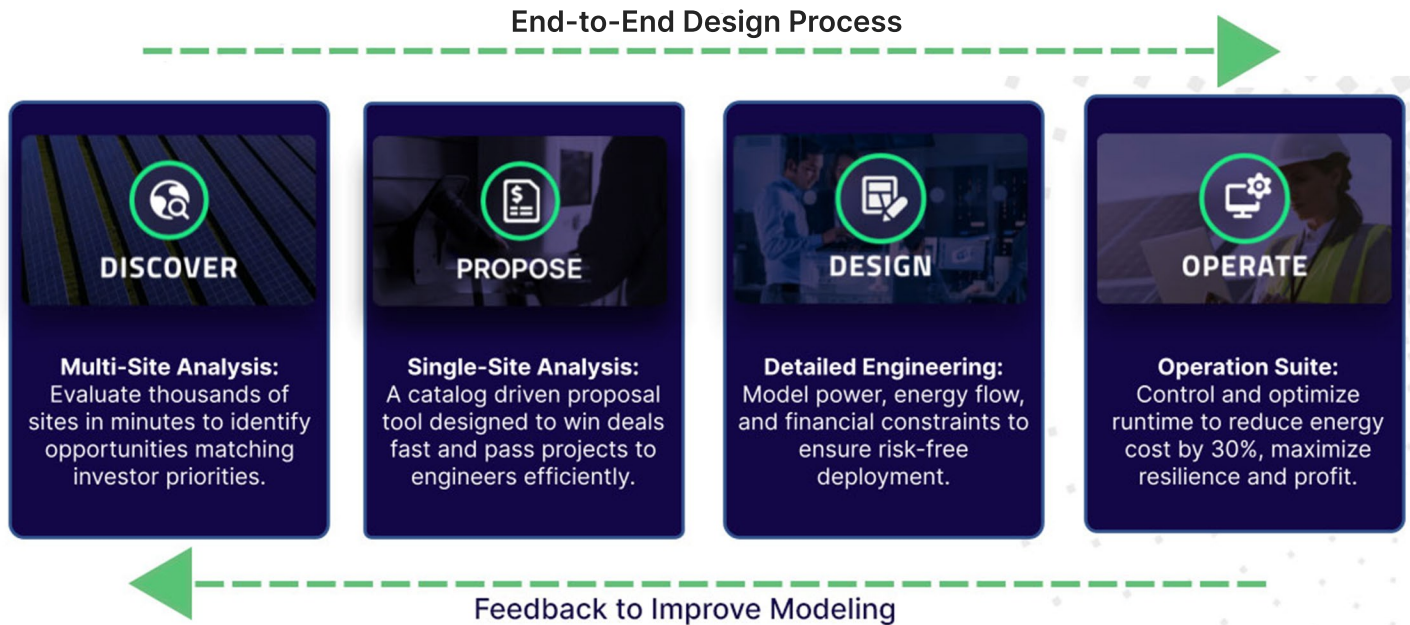 End-to-End Design Process
DISCOVER
Multi-Site Analysis:
Evaluate thousands of
sites in minutes to identify
opportunities matching
investor priorities.
$
PROPOSE
Single-Site Analysis:
A catalog driven proposal
tool designed to win deals
fast and pass projects to
engineers efficiently.
DESIGN
Detailed Engineering:
Model power, energy flow,
and financial constraints to
ensure risk-free
deployment.
OPERATE
Operation Suite:
Control and optimize
runtime to reduce energy
cost by 30%, maximize
resilience and profit.
Feedback to Improve Modeling